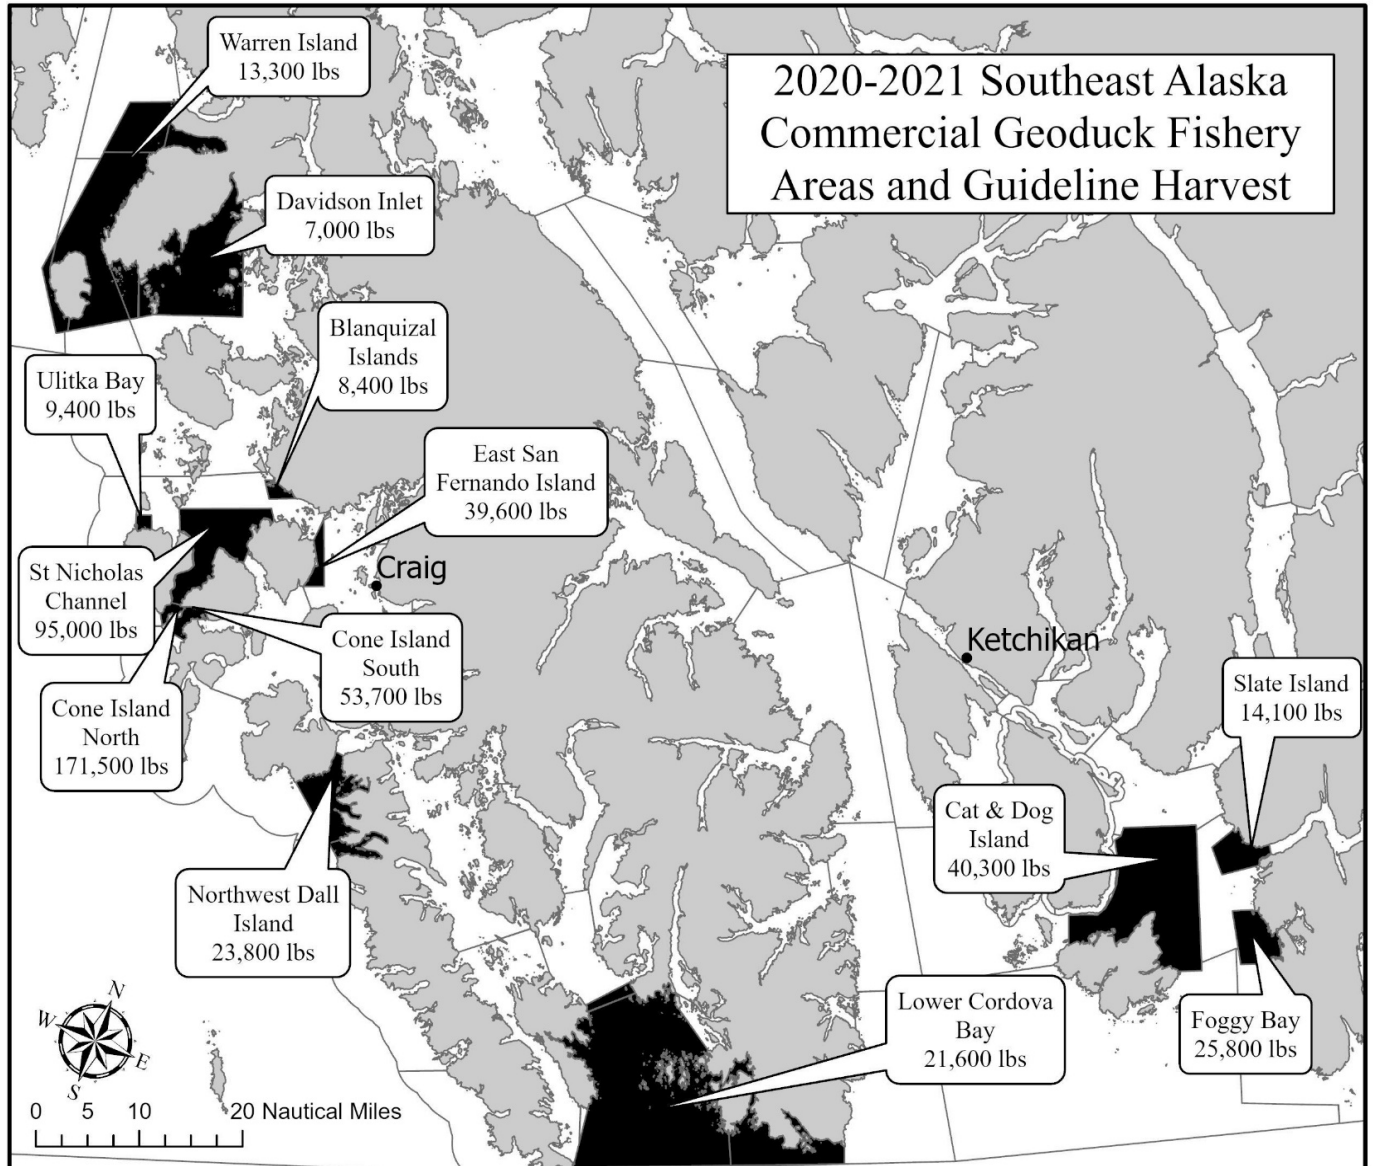 2020-2021 Southeast Alaska
Commercial Geoduck Fishery
Areas and Guideline Harvest
Warren Island
13,300 lbs
Davidson Inlet
7,000 lbs
Blanquizal
Islands
8,400 lbs
Ulitka Bay
9,400 lbs
East San
Fernando Island
39,600 lbs
St Nicholas
Channel
95,000 lbs
Craig
Cone Island
South
53,700 lbs
Ketchikan
Cone Island
North
171,500 lbs
Slate Island
14,100 lbs
Cat & Dog
Island
40,300 lbs
Northwest Dall
Island
23,800 lbs
Lower Cordova
Bay
21,600 lbs
Foggy Bay
25,800 lbs
N
W
E
S
0 5 10 20 Nautical Miles